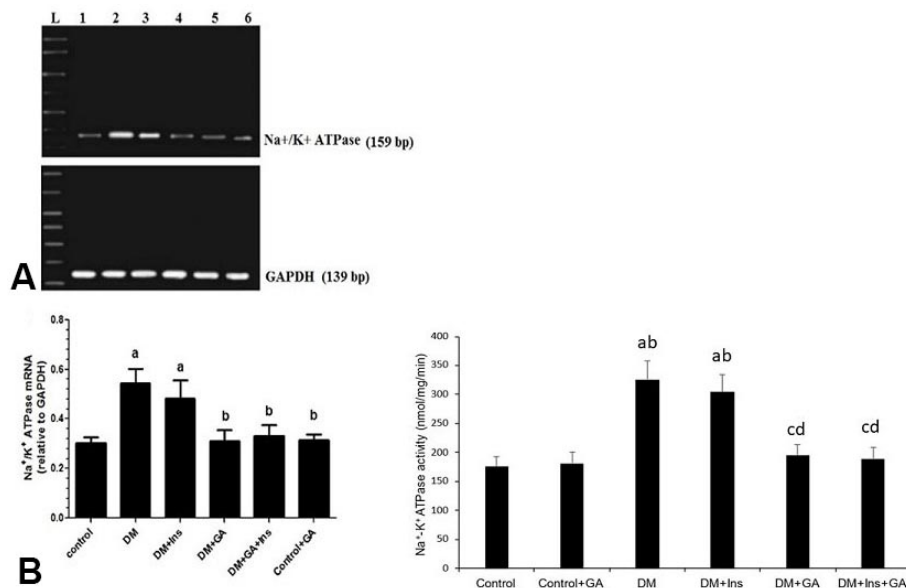 L 1 2 3 4 5 6
Na+/K+ ATPase (159 bp)
GAPDH (139 bp)
A
Na+/K+ ATPase mRNA
(relative to GAPDH)
0.8
0.6
0.4
0.2
0.0
a
a
b
b
b
control
DM
DM+Ins
DM+GA
DM+GA+Ins
Control+GA
B
Na+-K+ ATPase activity (nmol/mg/min)
400
350
300
250
200
150
100
50
0
ab
ab
cd
cd
Control
Control+GA
DM
DM+Ins
DM+GA
DM+Ins+GA